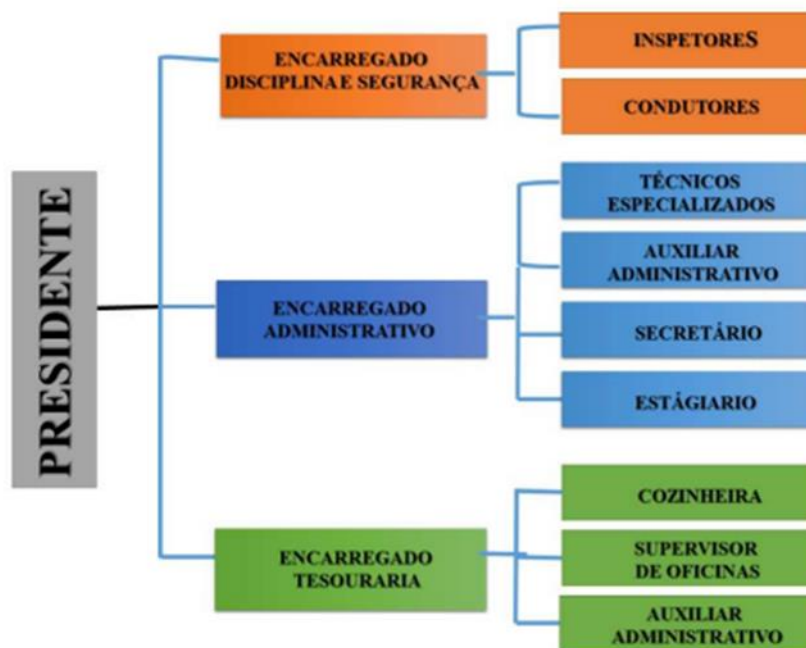 PRESIDENTE
ENCARREGADO
DISCIPLINA E SEGURANÇA
INSPETORES
CONDUTORES
ENCARREGADO
ADMINISTRATIVO
TÉCNICOS
ESPECIALIZADOS
AUXILIAR
ADMINISTRATIVO
SECRETÁRIO
ESTÁGIARIO
ENCARREGADO
TESOURARIA
COZINHEIRA
SUPERVISOR
DE OFICINAS
AUXILIAR
ADMINISTRATIVO